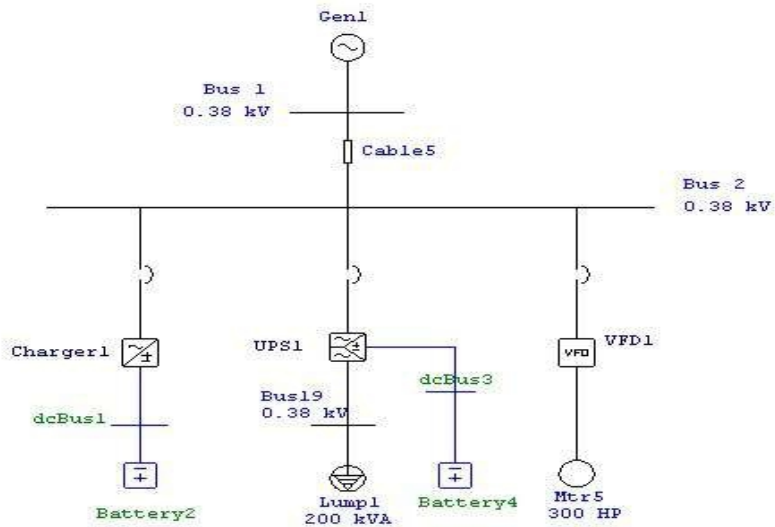 Gen1
Bus 1
0.38 kV
Cable5
Bus 2
0.38 kV
Charger1
UPS1
VFD
VFD1
dcBus1
Bus19
0.38 kV
dcBus3
Battery2
Lump1
200 kVA
Battery4
Mtr5
300 HP